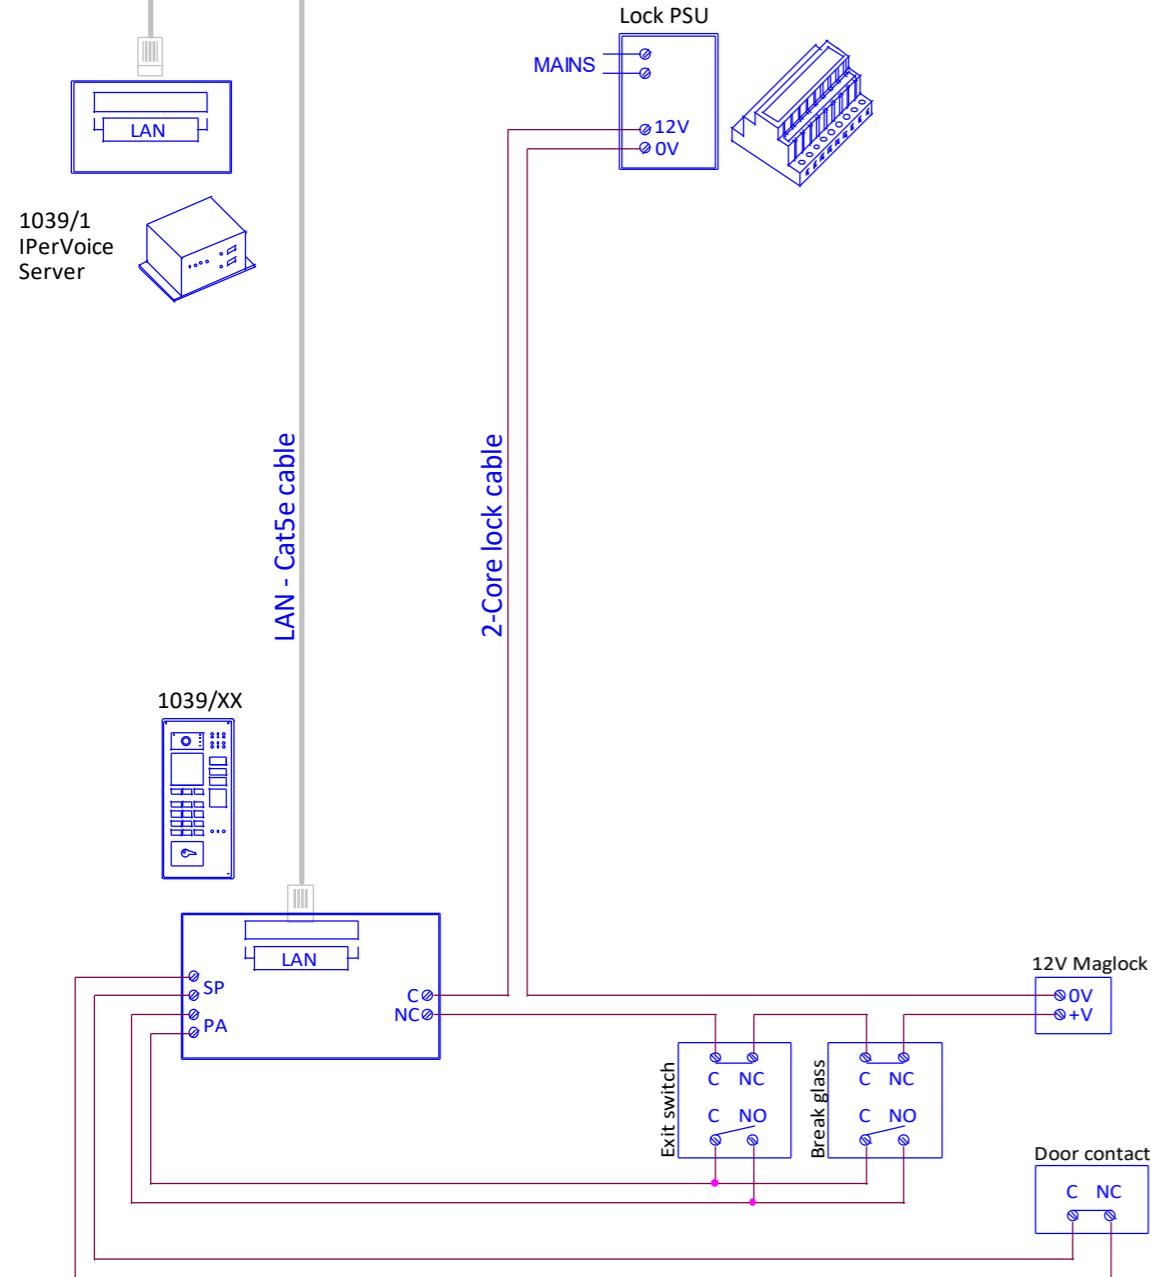 Lock PSU
MAINS
12V
0V
LAN
1039/1
IPerVoice
Server
LAN - Cat5e cable
2-Core lock cable
1039/XX
LAN
SP
PA
C
NC
12V Maglock
0V
+V
Exit switch
C NC
C NO
Break glass
C NC
C NO
Door contact
C NC